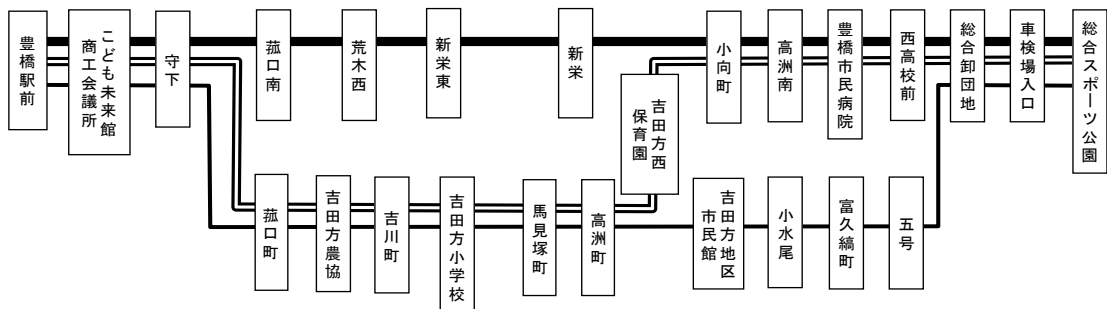 豊橋駅前
こども未来館
商工会議所
守下
菰口南
荒木西
新栄東
新栄
小向町
高洲南
豊橋市民病院
西高校前
総合卸団地
車検場入口
総合スポーツ公園
吉田方西
保育園
菰口町
吉田方農協
吉川町
吉田方小学校
馬見塚町
高洲町
吉田方地区
市民館
小水尾
富久縞町
五号